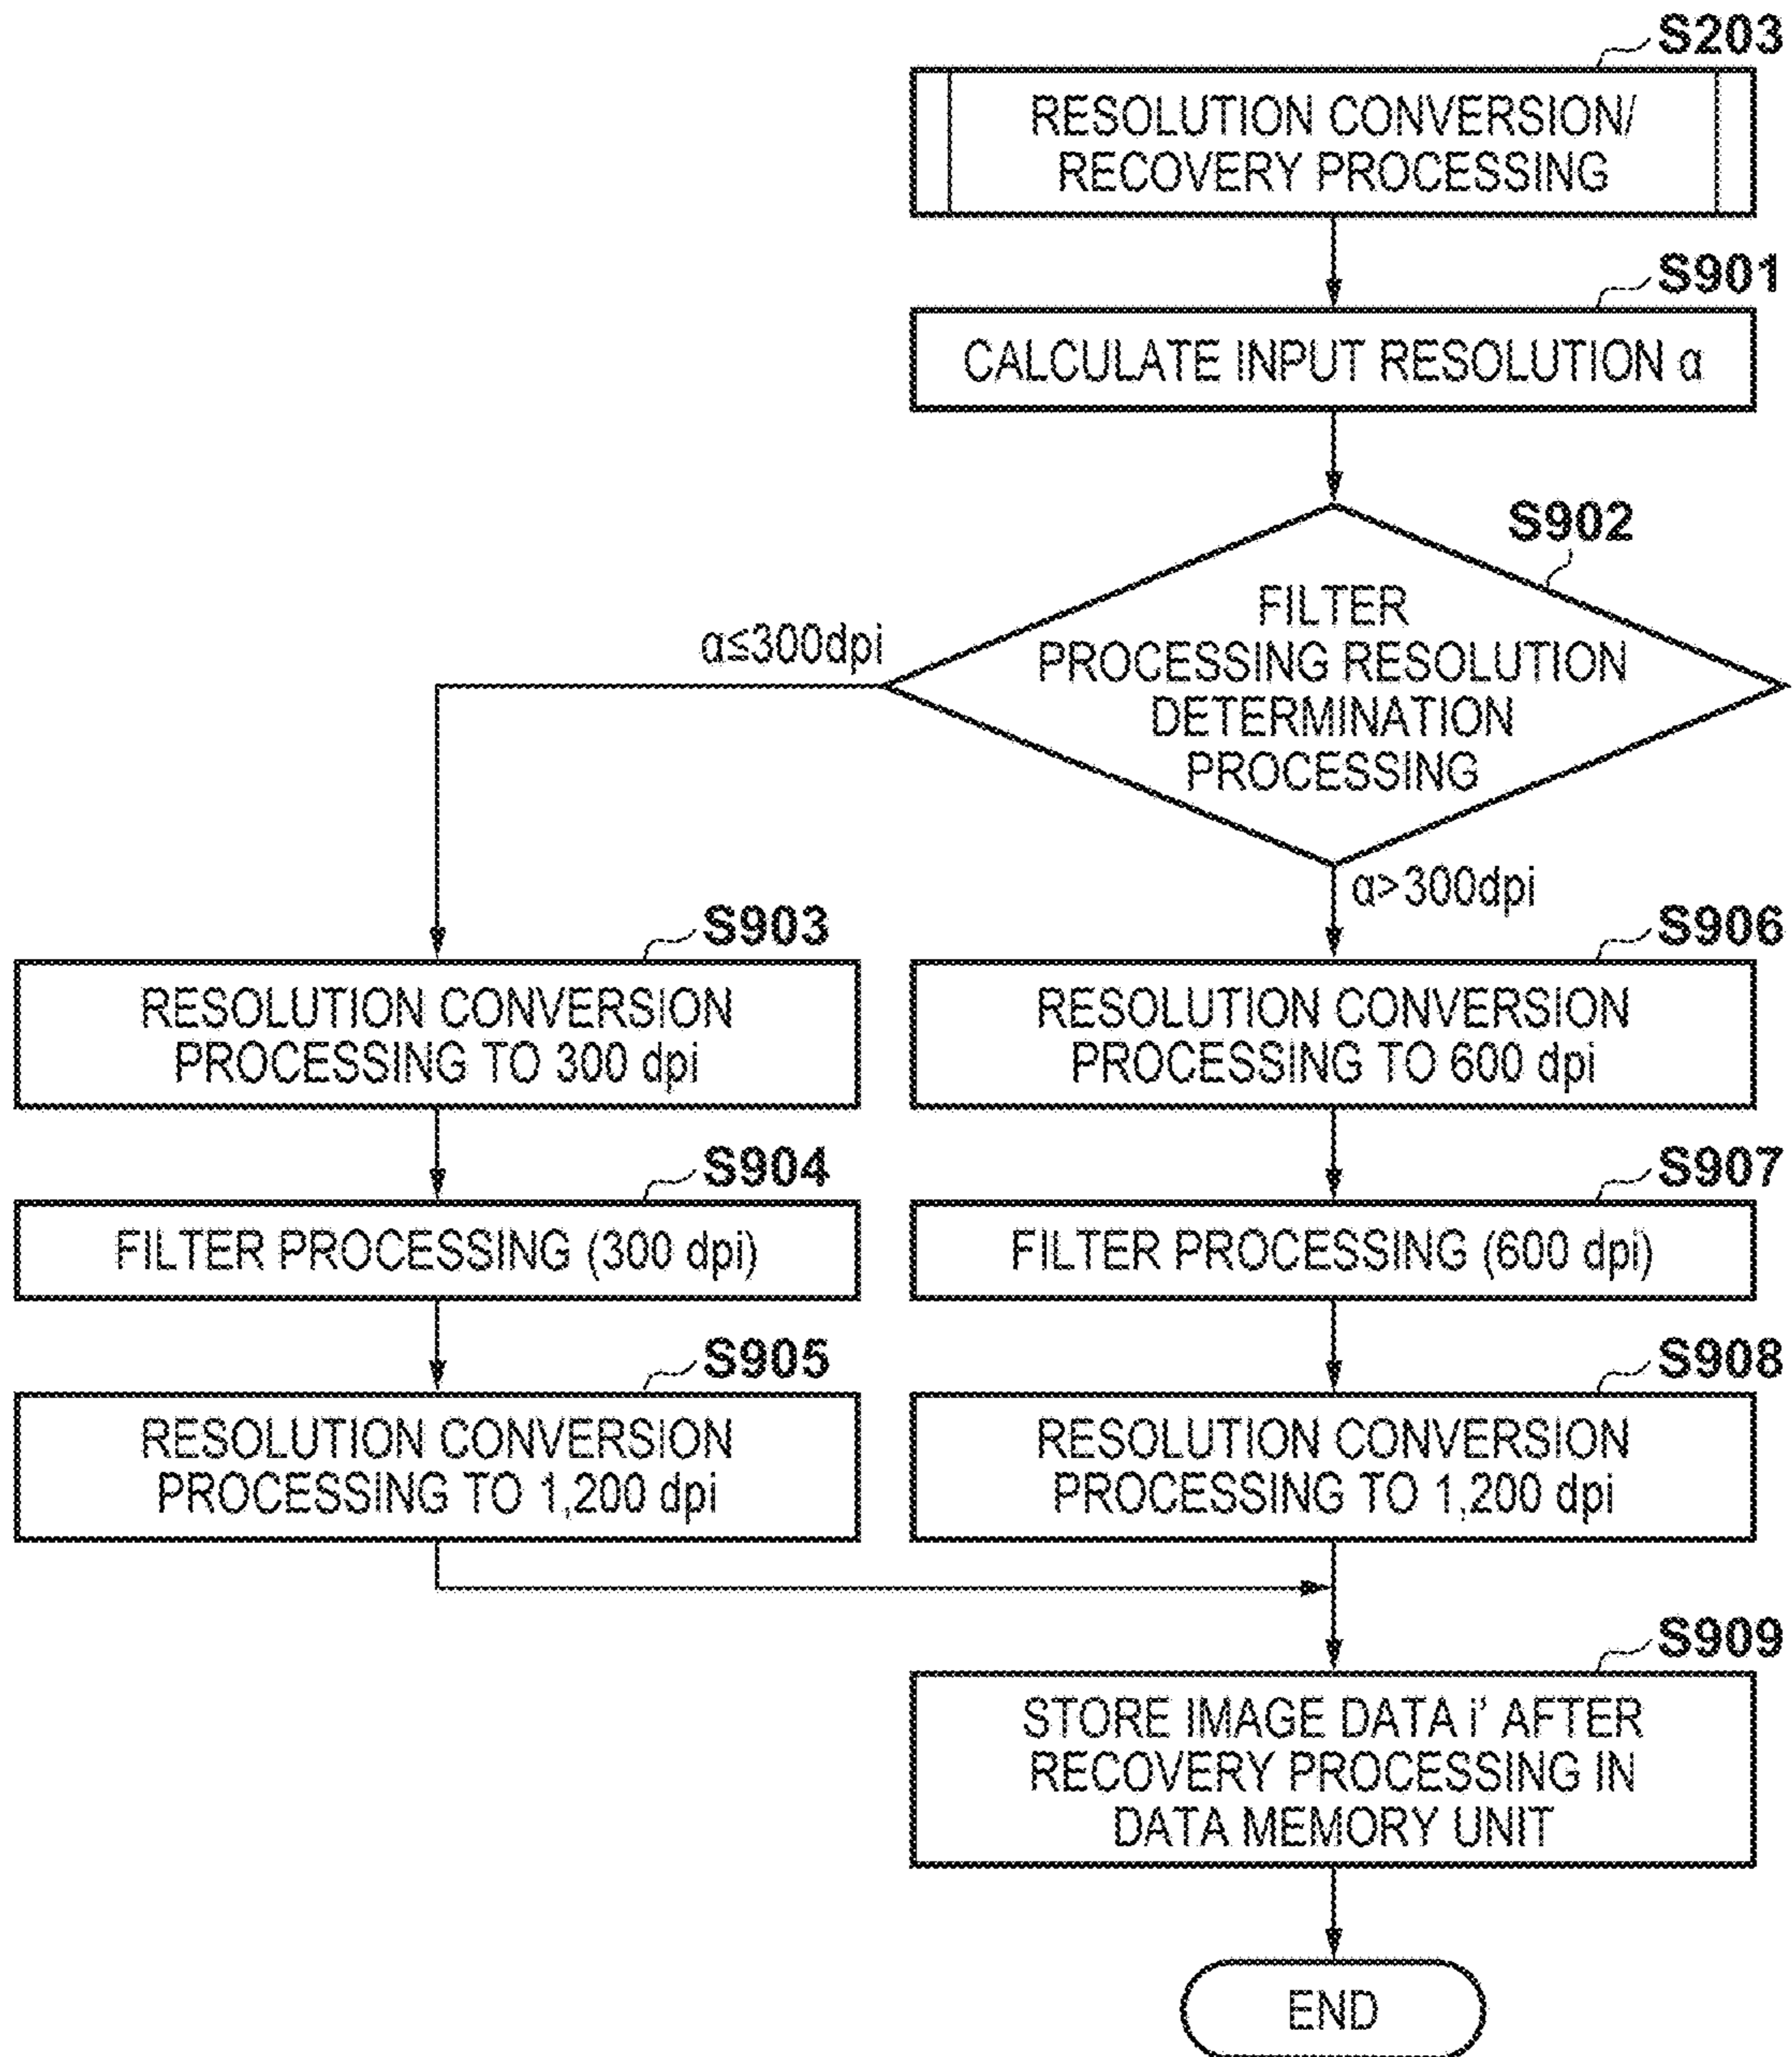 S203
RESOLUTION CONVERSION/
RECOVERY PROCESSING
S901
CALCULATE INPUT RESOLUTION α
S902
FILTER
PROCESSING RESOLUTION
DETERMINATION
PROCESSING
α≦300dpi
α>300dpi
S903
RESOLUTION CONVERSION
PROCESSING TO 300 dpi
S904
FILTER PROCESSING (300 dpi)
S905
RESOLUTION CONVERSION
PROCESSING TO 1,200 dpi
S906
RESOLUTION CONVERSION
PROCESSING TO 600 dpi
S907
FILTER PROCESSING (600 dpi)
S908
RESOLUTION CONVERSION
PROCESSING TO 1,200 dpi
S909
STORE IMAGE DATA i' AFTER
RECOVERY PROCESSING IN
DATA MEMORY UNIT
END